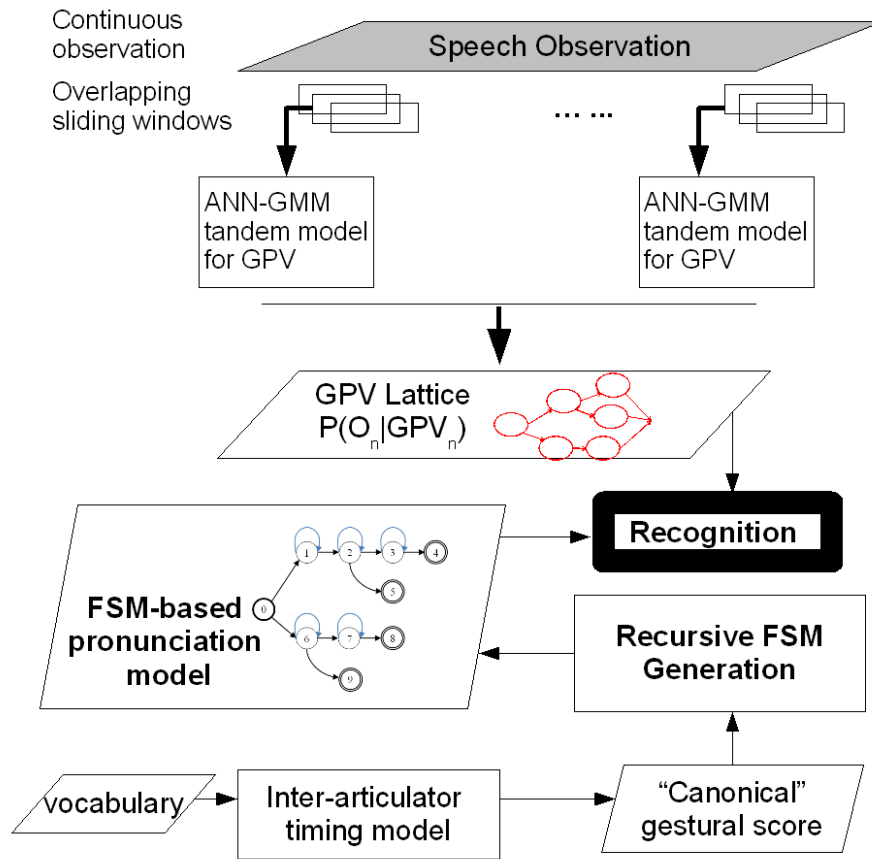 Continuous
observation
Speech Observation
Overlapping
sliding windows
... ...
ANN-GMM
tandem model
for GPV
ANN-GMM
tandem model
for GPV
GPV Lattice
P(O_n|GPV_n)
Recognition
FSM-based
pronunciation
model
0
1
2
3
4
5
6
7
8
9
Recursive FSM
Generation
vocabulary
Inter-articulator
timing model
“Canonical”
gestural score